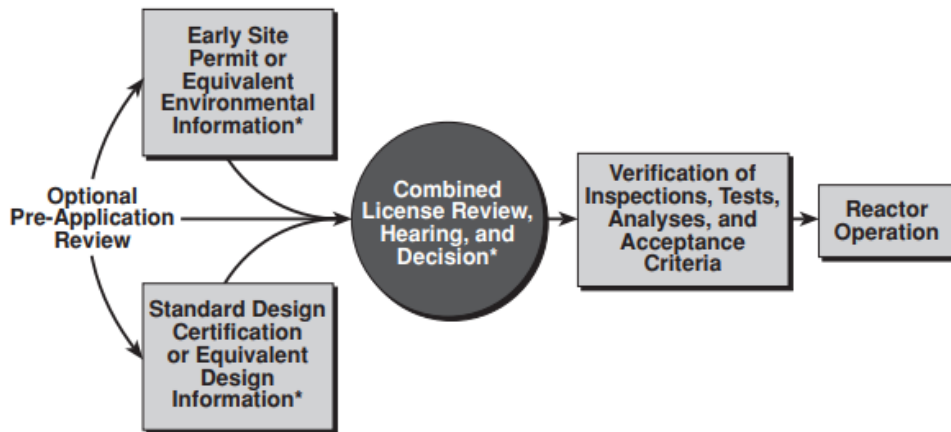 Early Site
Permit or
Equivalent
Environmental
Information*
Optional
Pre-Application
Review
Standard Design
Certification
or Equivalent
Design
Information*
Combined
License Review,
Hearing, and
Decision*
Verification of
Inspections, Tests,
Analyses, and
Acceptance
Criteria
Reactor
Operation